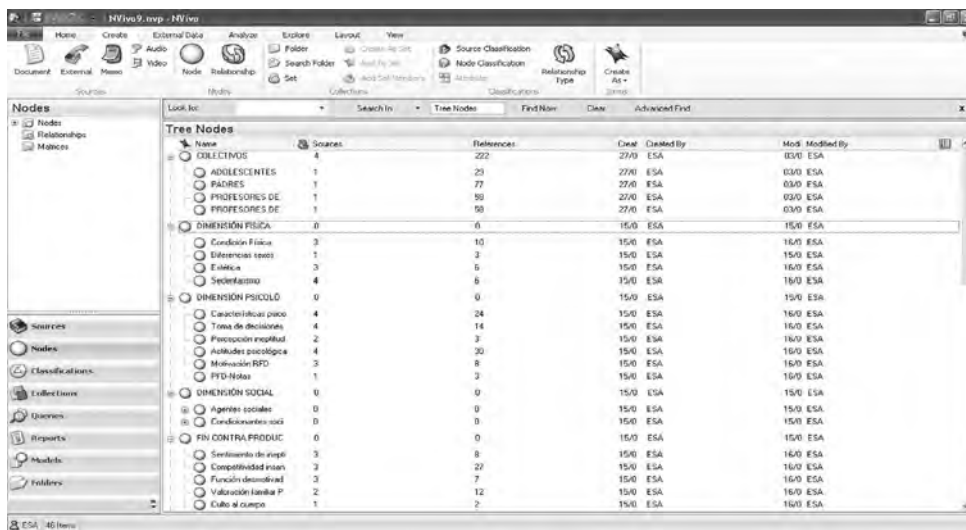 NVivo9.nvp - NVivo
Home Create External Data Analyze Explore Layout View
Document External Memo Audio Video Node Relationship Folder Search Folder Set Create As Set Add To Set Add Set Members Source Classification Node Classification Attribute Relationship Type Create As
Sources Nodes Collections Classifications Items
Nodes
Nodes
Relationships
Matrices
Look for: Search In Tree Nodes Find Now Clear Advanced Find X
Tree Nodes
Name Sources References Creat Created By Modi Modified By
COLECTIVOS 4 222 27/0 ESA 03/0 ESA
ADOLESCENTES 1 23 27/0 ESA 03/0 ESA
PADRES 1 77 27/0 ESA 03/0 ESA
PROFESORES DE 1 27/0 ESA 03/0 ESA
PROFESORES DE 1 27/0 ESA 03/0 ESA
DIMENSIÓN FÍSICA 0 0 15/0 ESA 15/0 ESA
Condición Física 3 10 15/0 ESA 16/0 ESA
Diferencias sexos 1 3 15/0 ESA 16/0 ESA
Estética 3 6 15/0 ESA 16/0 ESA
Sedentarismo 4 6 15/0 ESA 16/0 ESA
DIMENSIÓN PSICOLÓ 0 0 15/0 ESA 15/0 ESA
Características psico 4 24 15/0 ESA 16/0 ESA
Toma de decisiones 4 14 15/0 ESA 16/0 ESA
Percepción ineptitud 2 3 15/0 ESA 16/0 ESA
Actitudes psicológica 4 30 15/0 ESA 16/0 ESA
Motivación RFD 3 8 15/0 ESA 16/0 ESA
PFD-Notas 1 3 15/0 ESA 16/0 ESA
DIMENSIÓN SOCIAL 0 0 15/0 ESA 15/0 ESA
Agentes sociales 0 0 15/0 ESA 15/0 ESA
Condicionantes soci 0 0 15/0 ESA 15/0 ESA
FIN CONTRA PRODUC 0 0 15/0 ESA 15/0 ESA
Sentimiento de inepti 3 8 15/0 ESA 16/0 ESA
Competitividad insan 3 27 15/0 ESA 16/0 ESA
Función desmotivad 3 7 15/0 ESA 16/0 ESA
Valoración familiar P 2 12 15/0 ESA 16/0 ESA
Culto al cuerpo 1 2 15/0 ESA 16/0 ESA
Sources
Nodes
Classifications
Collections
Queries
Reports
Models
Folders
ESA 46 Items